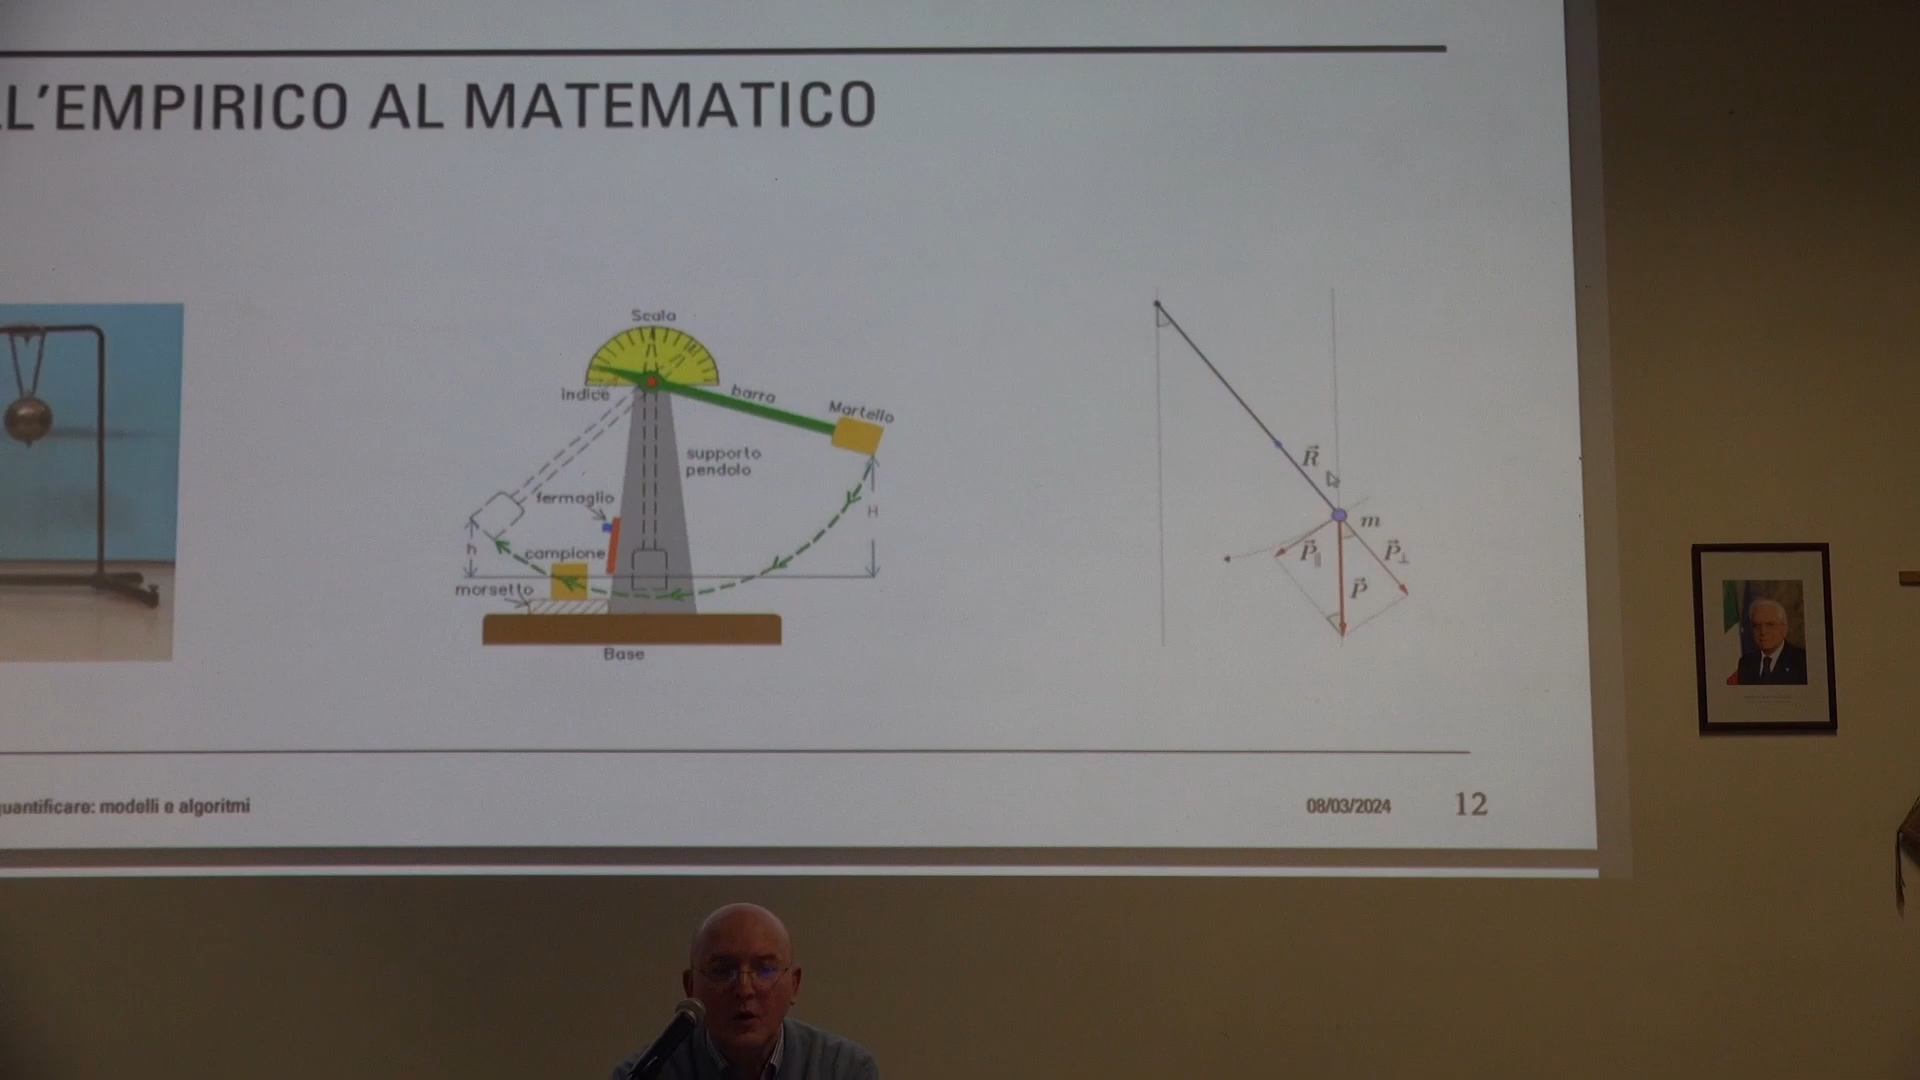 L'EMPIRICO AL MATEMATICO
Scala
indice
barra
Martello
supporto
pendolo
fermaglio
H
h
campione
morsetto
Base
R
m
P∥
P⊥
P
quantificare: modelli e algoritmi
08/03/2024
12